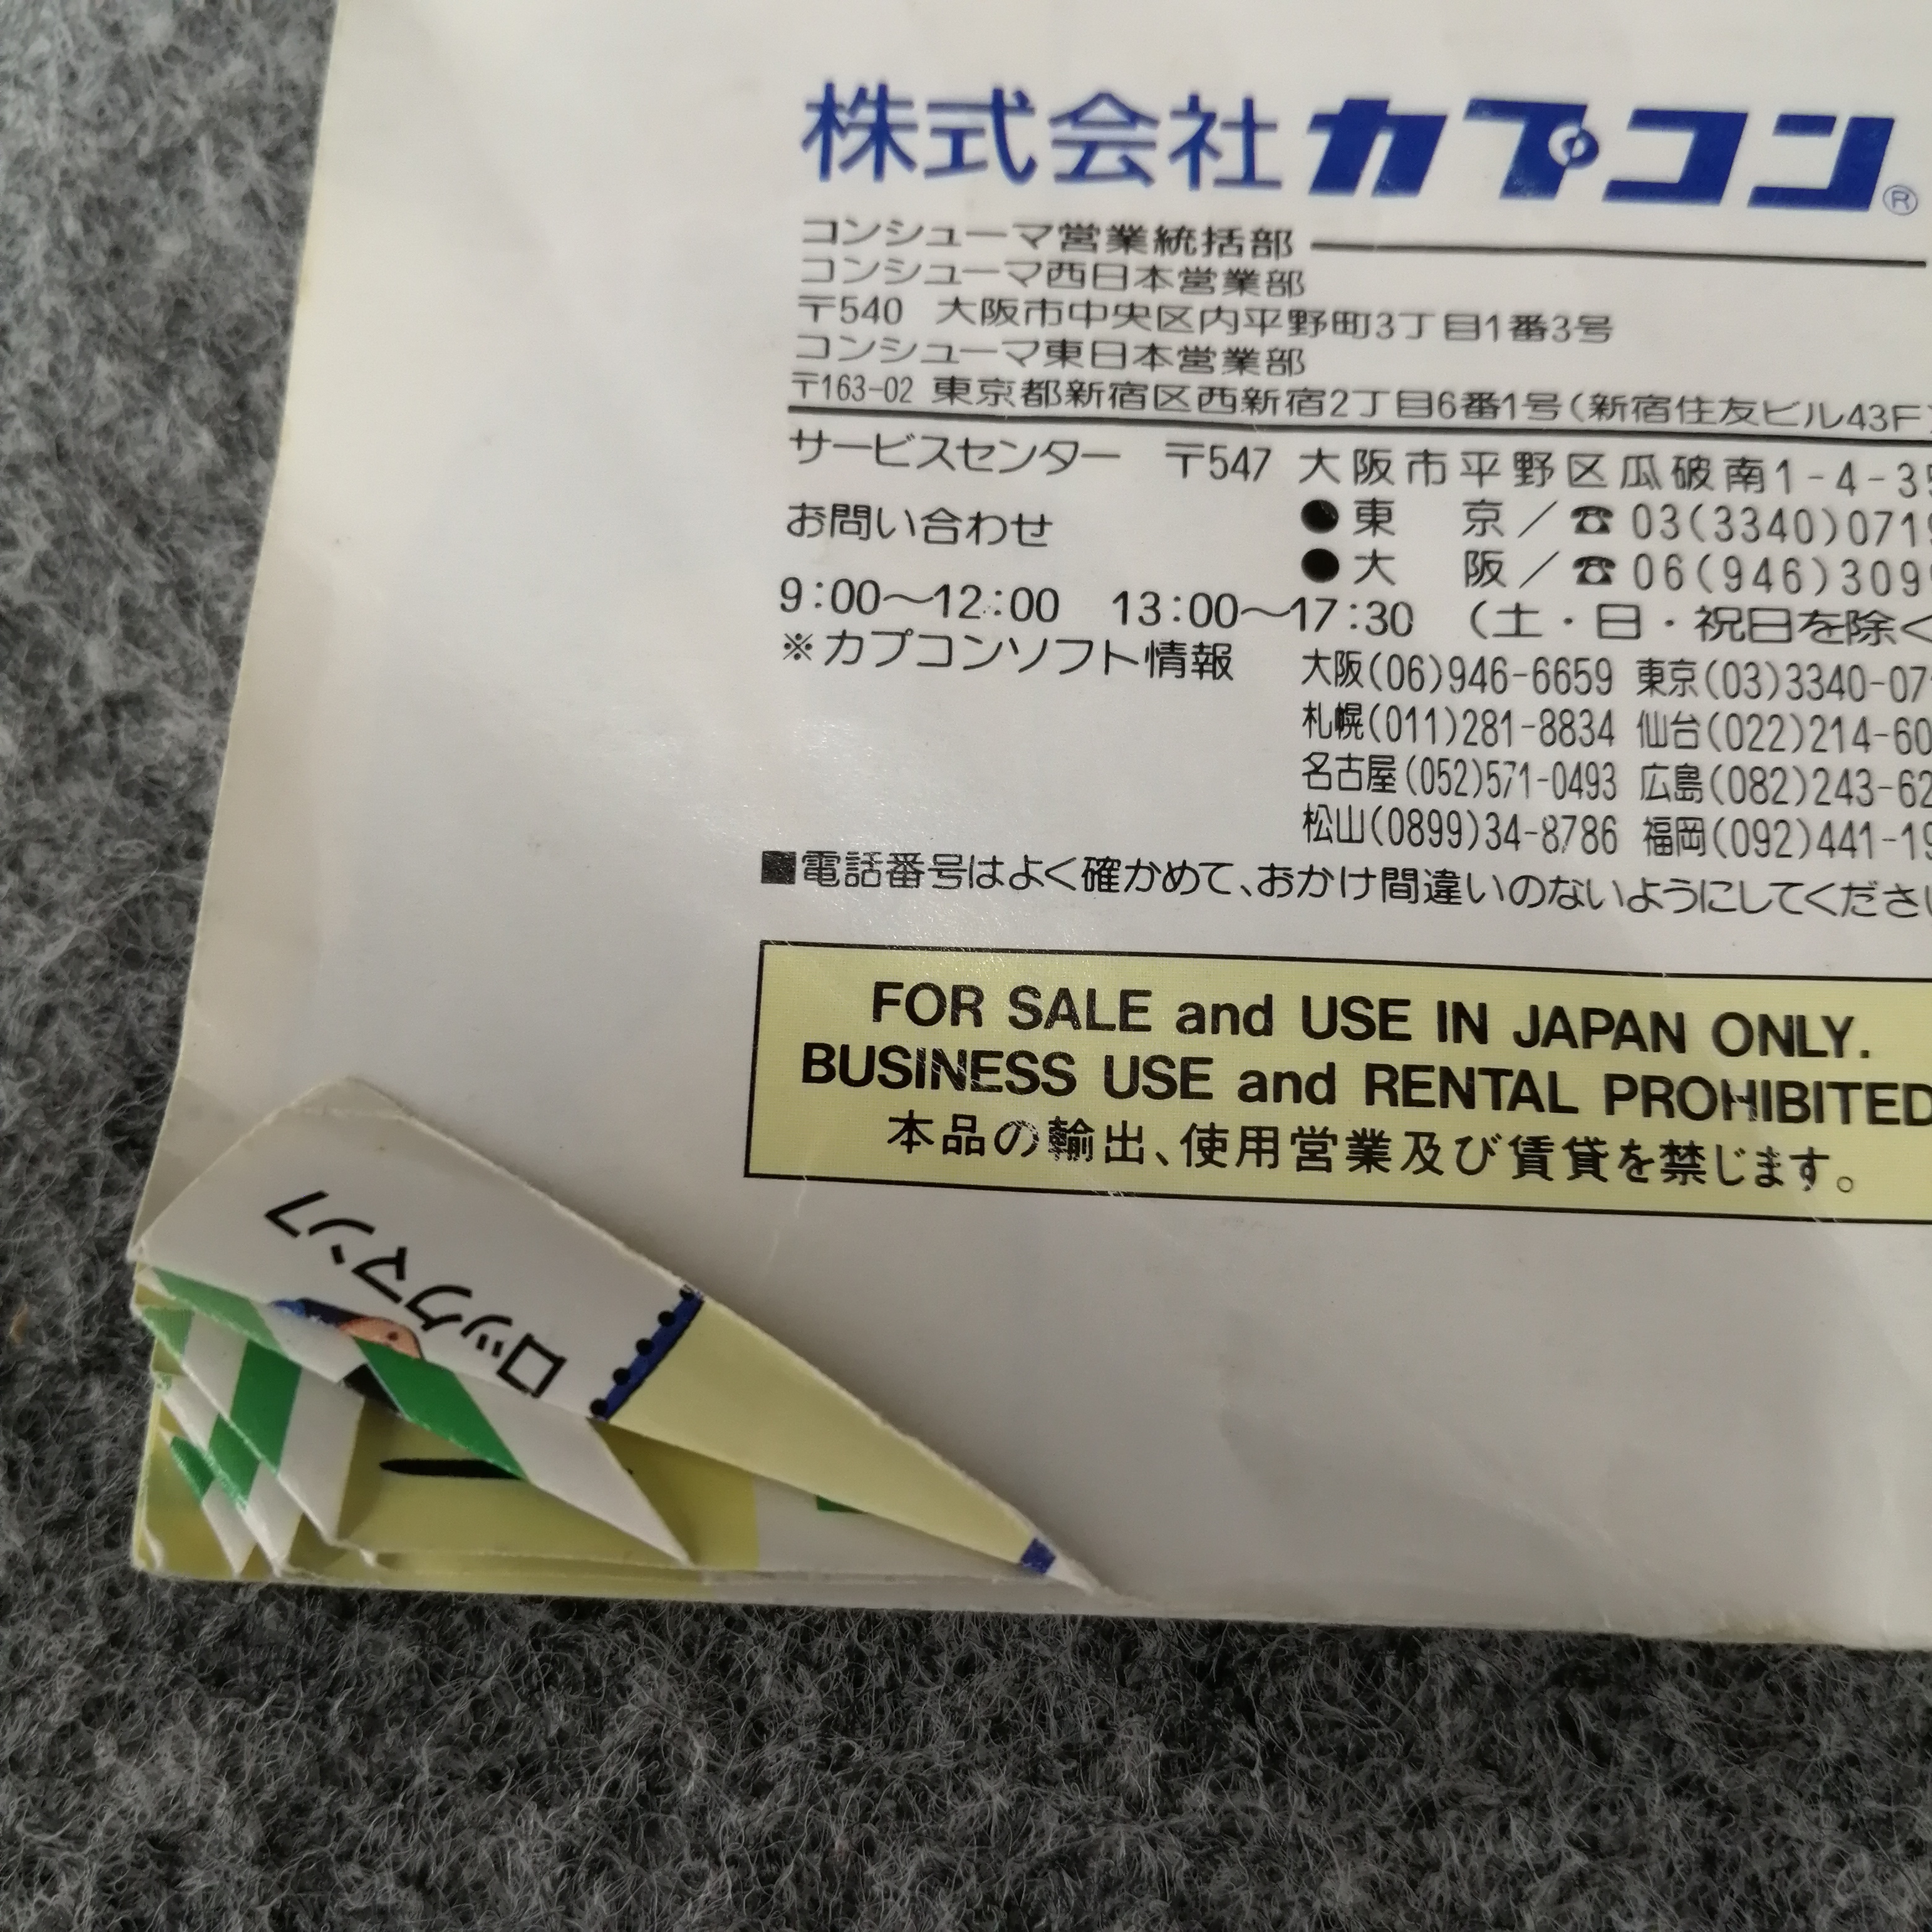 株式会社カプコン®
コンシューマ営業統括部
コンシューマ西日本営業部
〒540 大阪市中央区内平野町3丁目1番3号
コンシューマ東日本営業部
〒163-02 東京都新宿区西新宿2丁目6番1号(新宿住友ビル43F)
サービスセンター 〒547 大阪市平野区瓜破南1-4-3
お問い合わせ ●東 京/☎03(3340)071
●大 阪/☎06(946)309
9:00〜12:00 13:00〜17:30 (土・日・祝日を除く
※カプコンソフト情報 大阪(06)946-6659 東京(03)3340-07
札幌(011)281-8834 仙台(022)214-60
名古屋(052)571-0493 広島(082)243-62
松山(0899)34-8786 福岡(092)441-19
■電話番号はよく確かめて、おかけ間違いのないようにしてくださ
FOR SALE and USE IN JAPAN ONLY.
BUSINESS USE and RENTAL PROHIBITED
本品の輸出、使用営業及び賃貸を禁じます。
ロックマン7